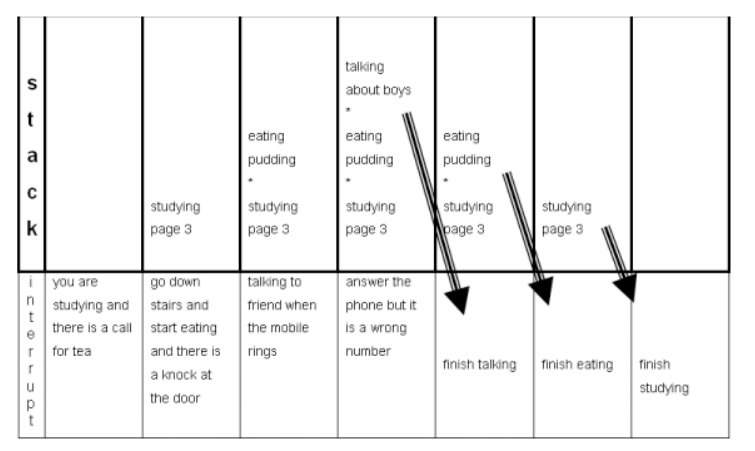 stack
studying
page 3
eating
pudding
*
studying
page 3
talking
about boys
*
eating
pudding
*
studying
page 3
eating
pudding
*
studying
page 3
studying
page 3
interrupt
you are
studying and
there is a call
for tea
go down
stairs and
start eating
and there is
a knock at
the door
talking to
friend when
the mobile
rings
answer the
phone but it
is a wrong
number
finish talking
finish eating
finish
studying